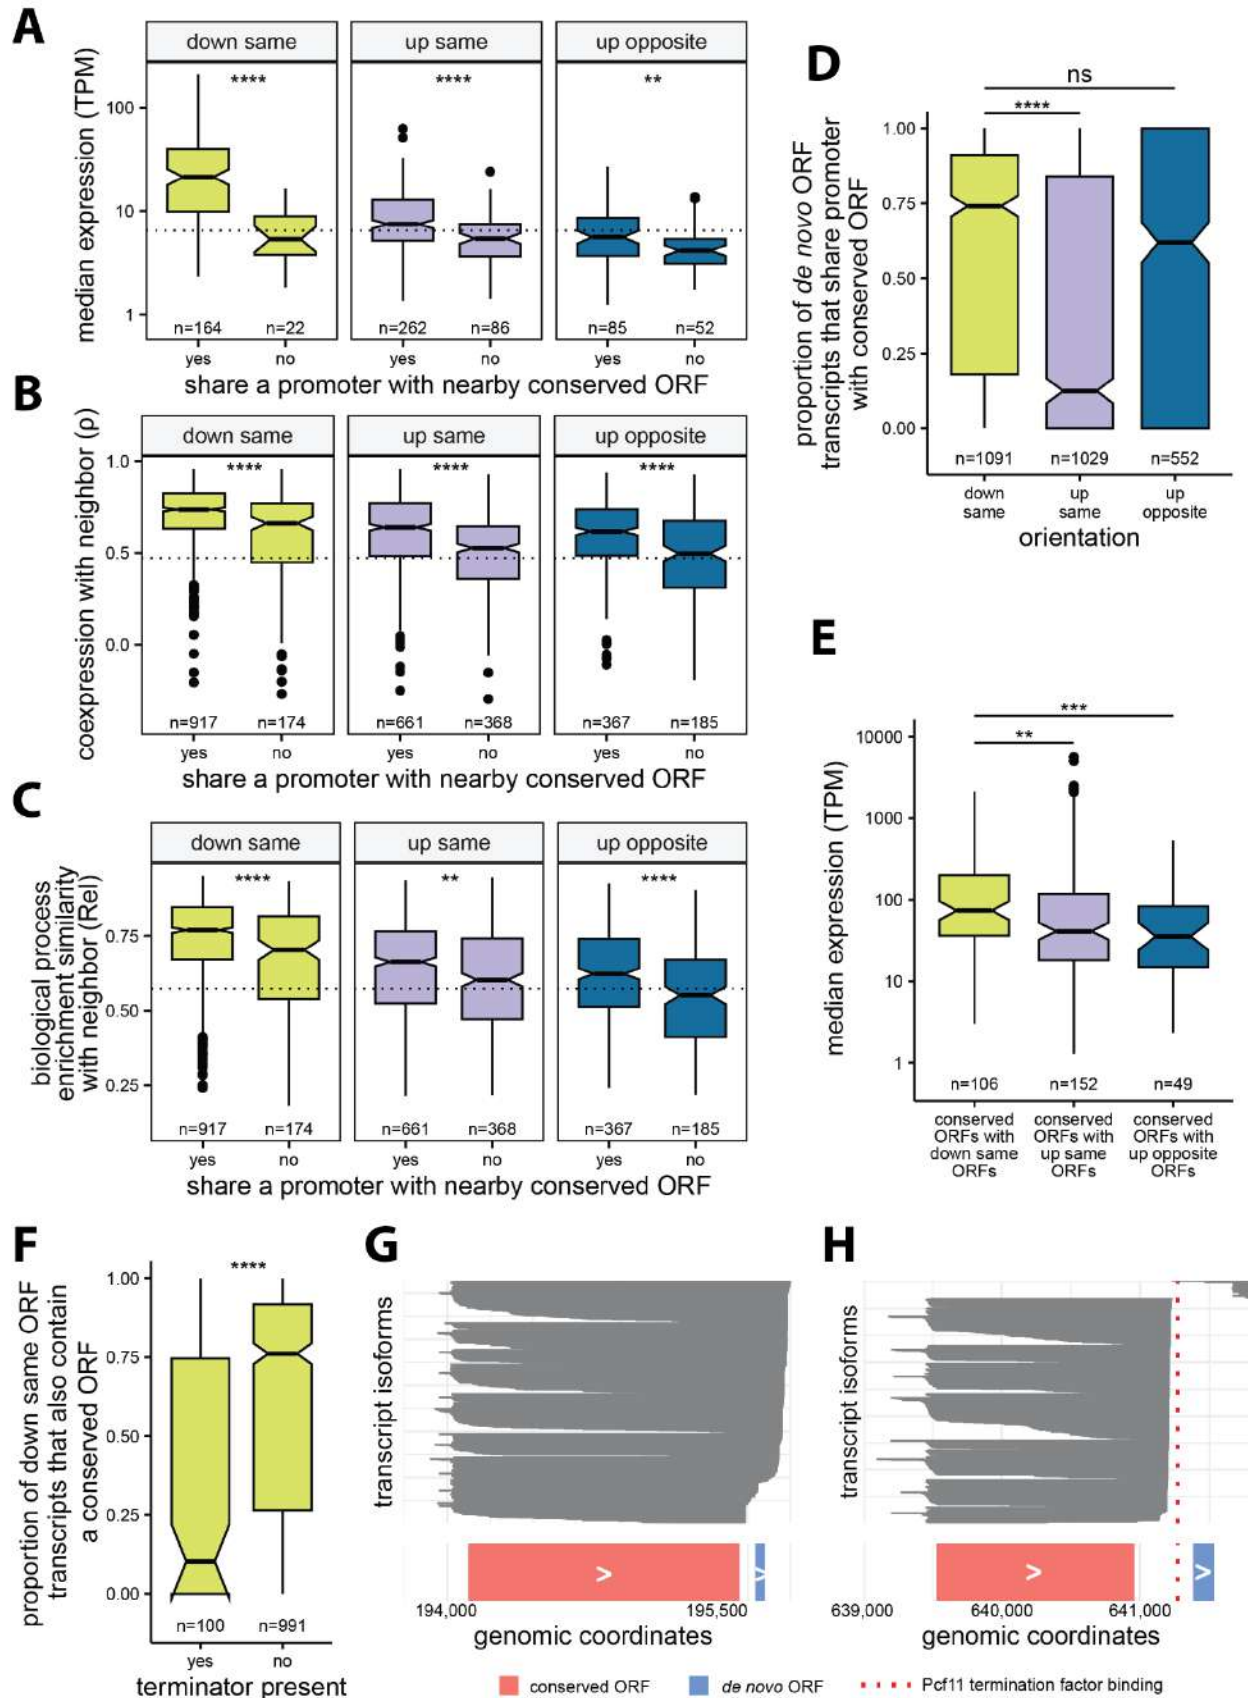 A
down same
up same
up opposite
****
****
**
median expression (TPM)
100
10
1
n=164
n=22
n=262
n=86
n=85
n=52
yes
no
yes
no
yes
no
share a promoter with nearby conserved ORF
B
down same
up same
up opposite
****
****
****
coexpression with neighbor (ρ)
1.0
0.5
0.0
n=917
n=174
n=661
n=368
n=367
n=185
yes
no
yes
no
yes
no
share a promoter with nearby conserved ORF
C
down same
up same
up opposite
****
**
****
biological process
enrichment similarity
with neighbor (Rel)
0.75
0.50
0.25
n=917
n=174
n=661
n=368
n=367
n=185
yes
no
yes
no
yes
no
share a promoter with nearby conserved ORF
D
ns
****
proportion of de novo ORF
transcripts that share promoter
with conserved ORF
1.00
0.75
0.50
0.25
0.00
n=1091
n=1029
n=552
down
same
up
same
up
opposite
orientation
E
***
**
median expression (TPM)
10000
1000
100
10
1
n=106
n=152
n=49
conserved
ORFs with
down same
ORFs
conserved
ORFs with
up same
ORFs
conserved
ORFs with
up opposite
ORFs
F
****
proportion of down same ORF
transcripts that also contain
a conserved ORF
1.00
0.75
0.50
0.25
0.00
n=100
n=991
yes
no
terminator present
G
transcript isoforms
>
>
194,000
195,500
genomic coordinates
H
transcript isoforms
>
>
639,000
640,000
641,000
genomic coordinates
conserved ORF
de novo ORF
Pcf11 termination factor binding